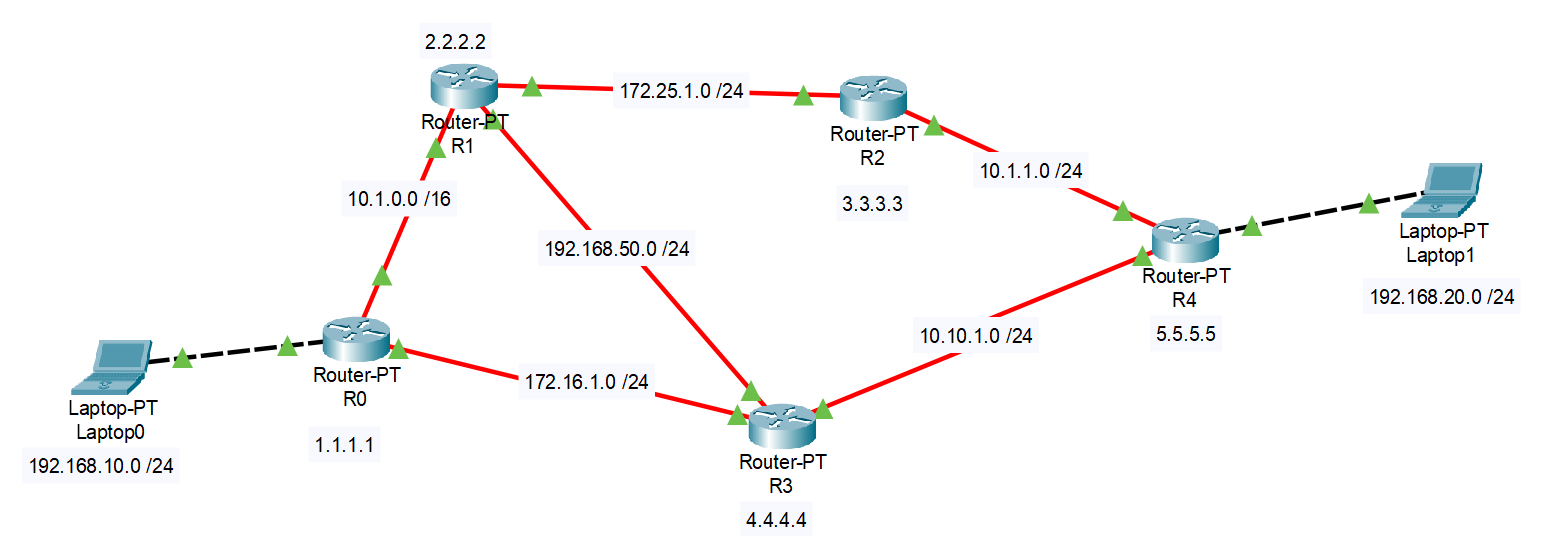 2.2.2.2
Router-PT
R1
172.25.1.0 /24
Router-PT
R2
3.3.3.3
10.1.1.0 /24
10.1.0.0 /16
192.168.50.0 /24
Laptop-PT
Laptop1
192.168.20.0 /24
Router-PT
R4
5.5.5.5
10.10.1.0 /24
Router-PT
R0
1.1.1.1
172.16.1.0 /24
Laptop-PT
Laptop0
192.168.10.0 /24
Router-PT
R3
4.4.4.4